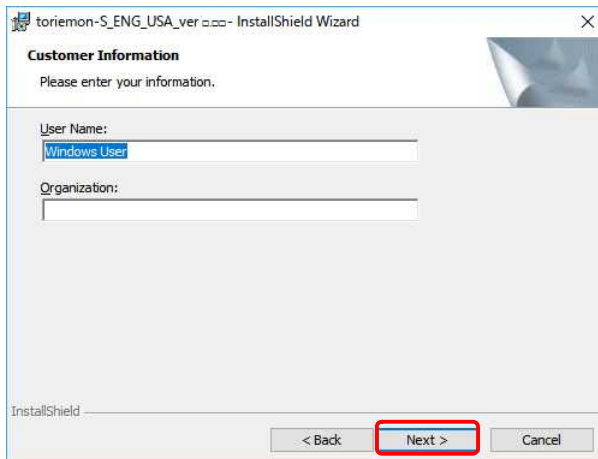 toriemon-S_ENG_USA_ver □.□□- InstallShield Wizard
Customer Information
Please enter your information.
User Name:
Windows User
Organization:
InstallShield
< Back
Next >
Cancel